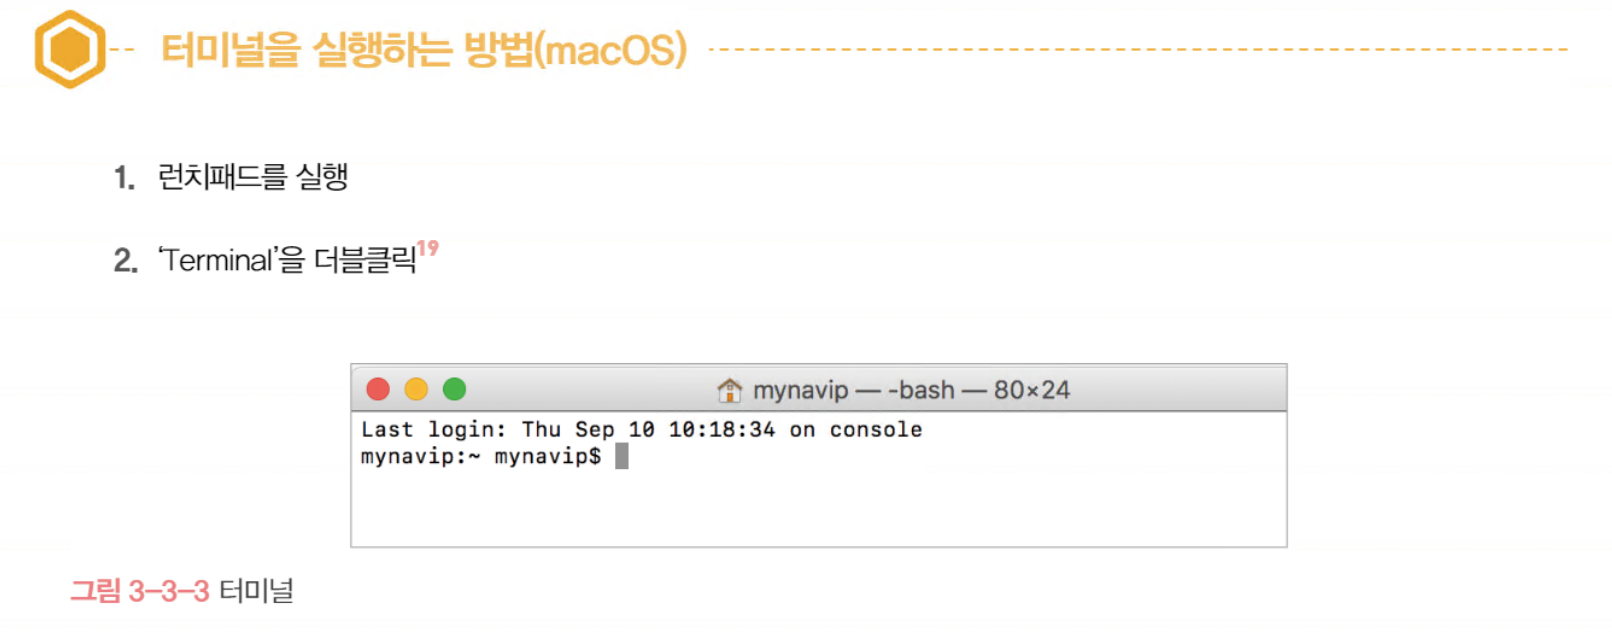 터미널을 실행하는 방법(macOS)
1. 런치패드를 실행
2. ‘Terminal’을 더블클릭19
mynavip — -bash — 80×24
Last login: Thu Sep 10 10:18:34 on console
mynavip:~ mynavip$
그림 3-3-3 터미널